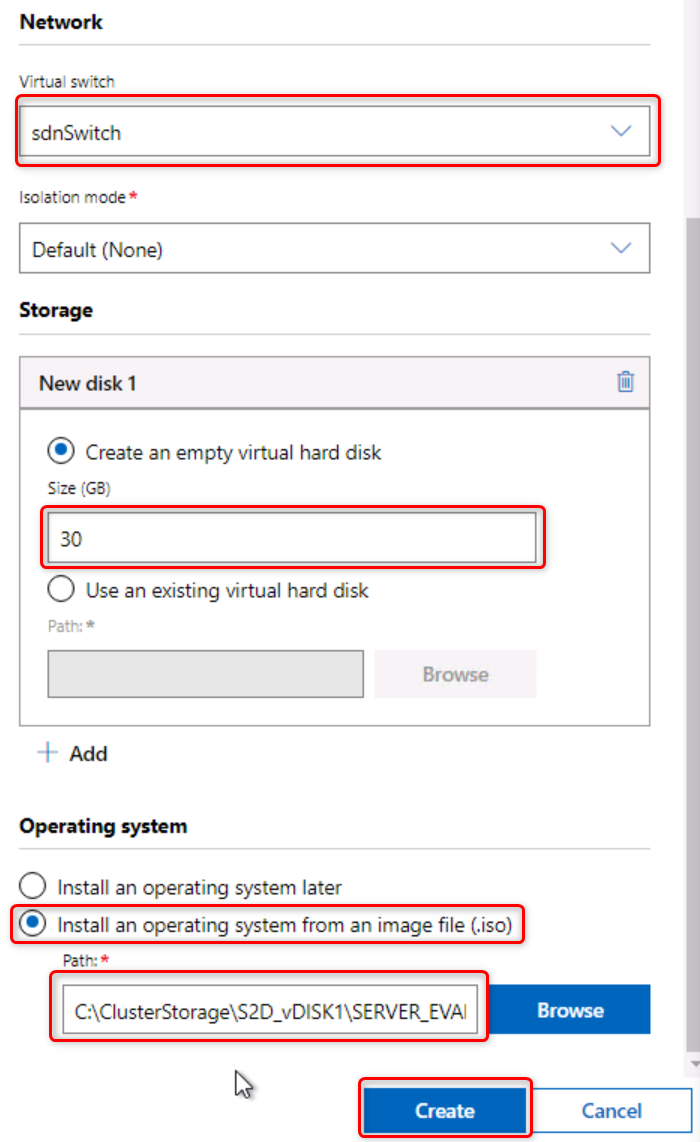 Network
Virtual switch
sdnSwitch
Isolation mode *
Default (None)
Storage
New disk 1
Create an empty virtual hard disk
Size (GB)
30
Use an existing virtual hard disk
Path: *
Browse
Add
Operating system
Install an operating system later
Install an operating system from an image file (.iso)
Path: *
C:\ClusterStorage\S2D_vDISK1\SERVER_EVAL Browse
Create Cancel